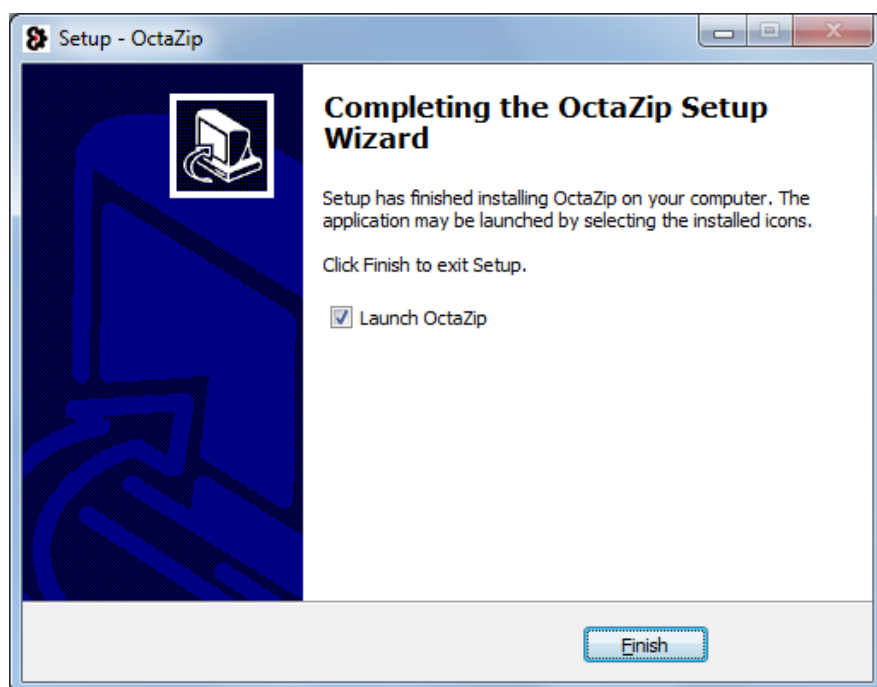 Setup - OctaZip
Completing the OctaZip Setup
Wizard
Setup has finished installing OctaZip on your computer. The
application may be launched by selecting the installed icons.
Click Finish to exit Setup.
Launch OctaZip
Finish